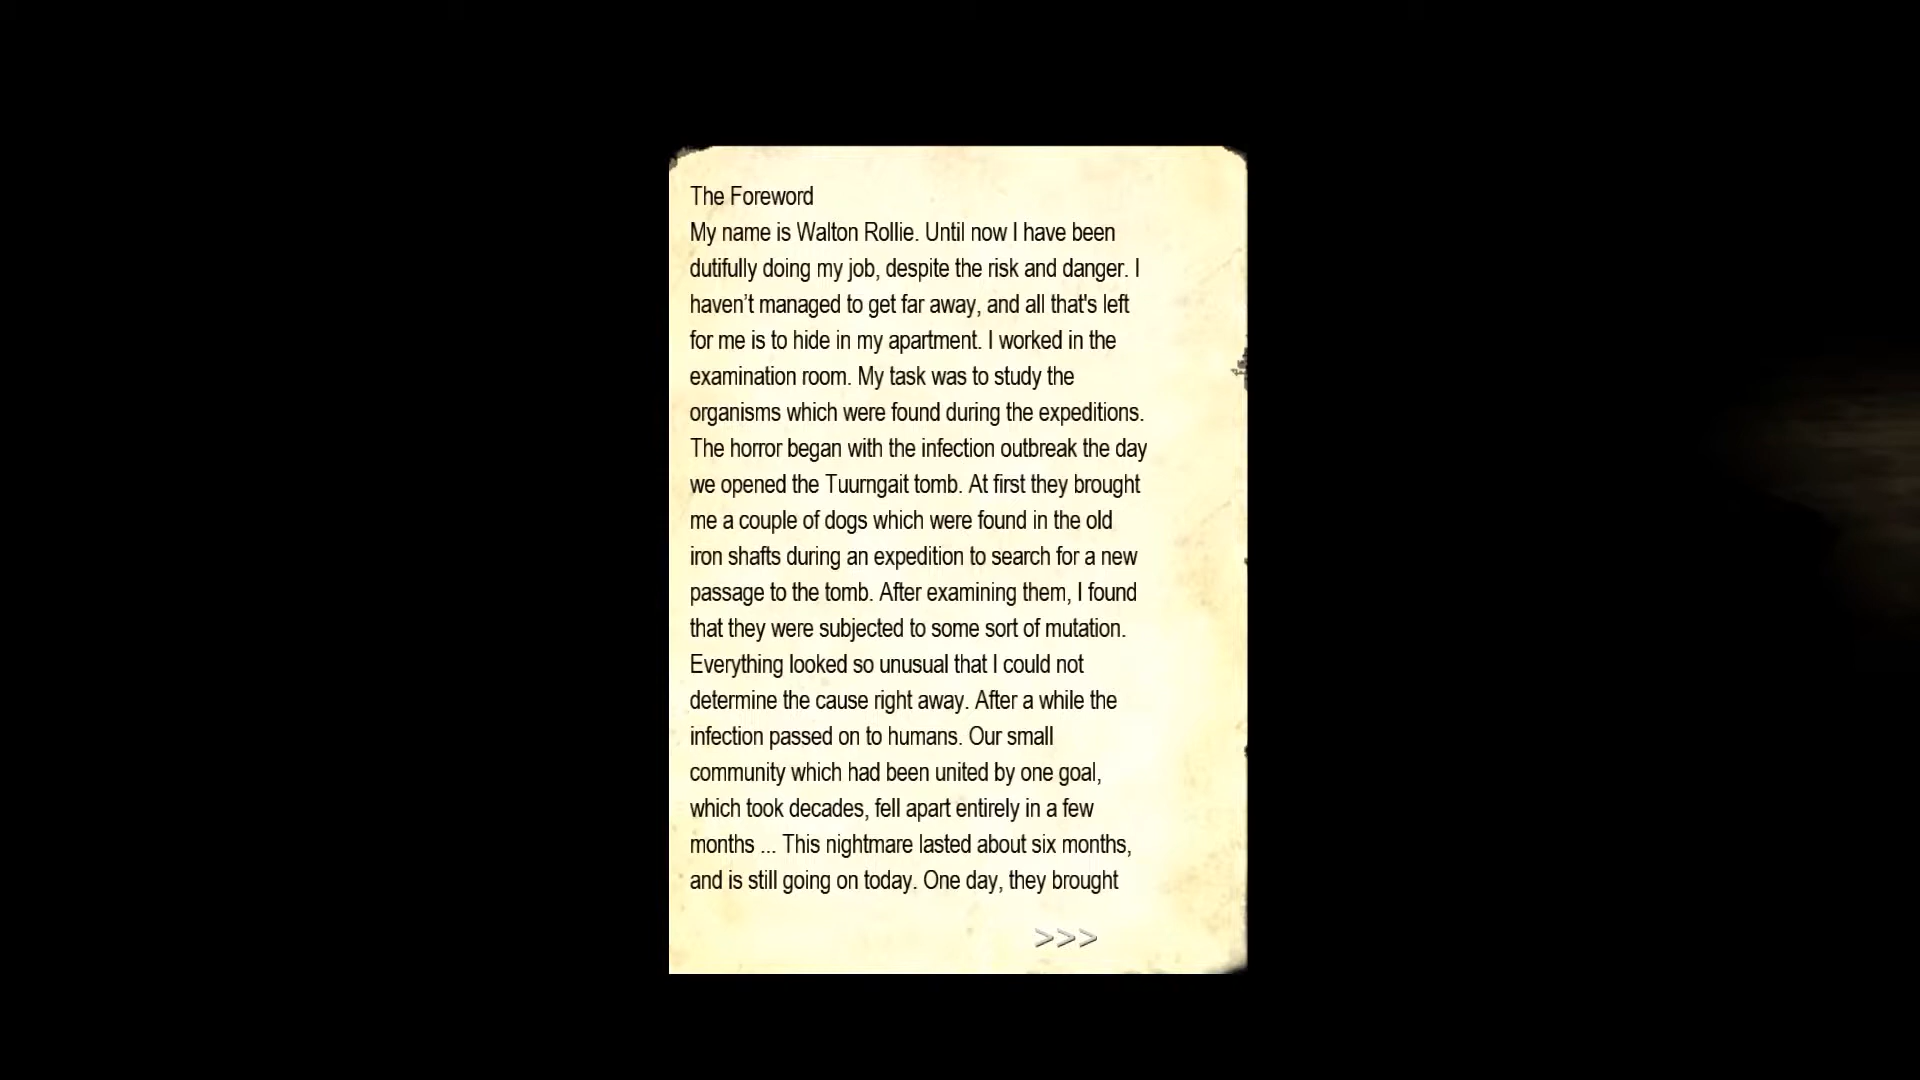 The Foreword
My name is Walton Rollie. Until now I have been
dutifully doing my job, despite the risk and danger. I
haven’t managed to get far away, and all that's left
for me is to hide in my apartment. I worked in the
examination room. My task was to study the
organisms which were found during the expeditions.
The horror began with the infection outbreak the day
we opened the Tuurngait tomb. At first they brought
me a couple of dogs which were found in the old
iron shafts during an expedition to search for a new
passage to the tomb. After examining them, I found
that they were subjected to some sort of mutation.
Everything looked so unusual that I could not
determine the cause right away. After a while the
infection passed on to humans. Our small
community which had been united by one goal,
which took decades, fell apart entirely in a few
months ... This nightmare lasted about six months,
and is still going on today. One day, they brought
>>>